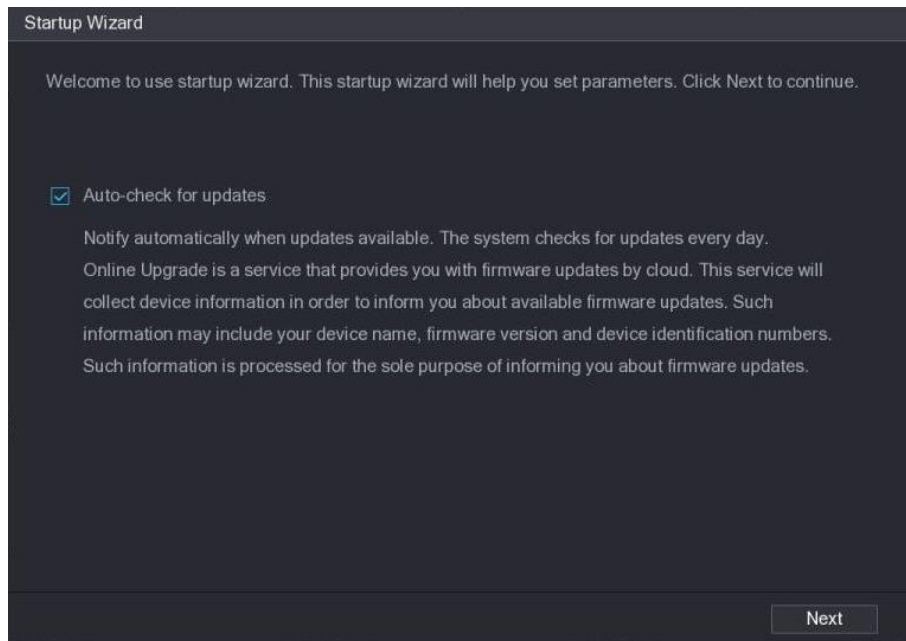 Startup Wizard
Welcome to use startup wizard. This startup wizard will help you set parameters. Click Next to continue.
Auto-check for updates
Notify automatically when updates available. The system checks for updates every day.
Online Upgrade is a service that provides you with firmware updates by cloud. This service will
collect device information in order to inform you about available firmware updates. Such
information may include your device name, firmware version and device identification numbers.
Such information is processed for the sole purpose of informing you about firmware updates.
Next